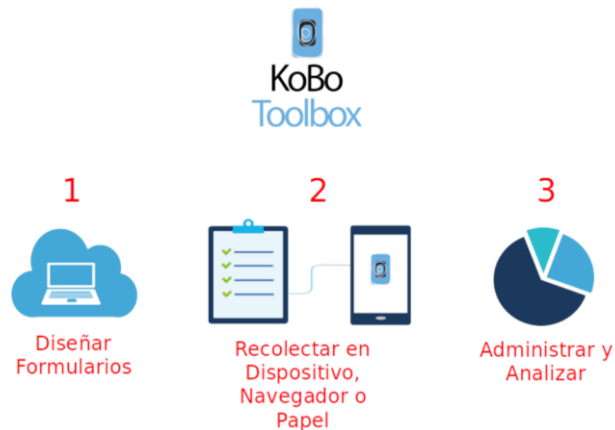 KoBo
Toolbox
1
2
3
Diseñar
Formularios
Recolectar en
Dispositivo,
Navegador o
Papel
Administrar y
Analizar